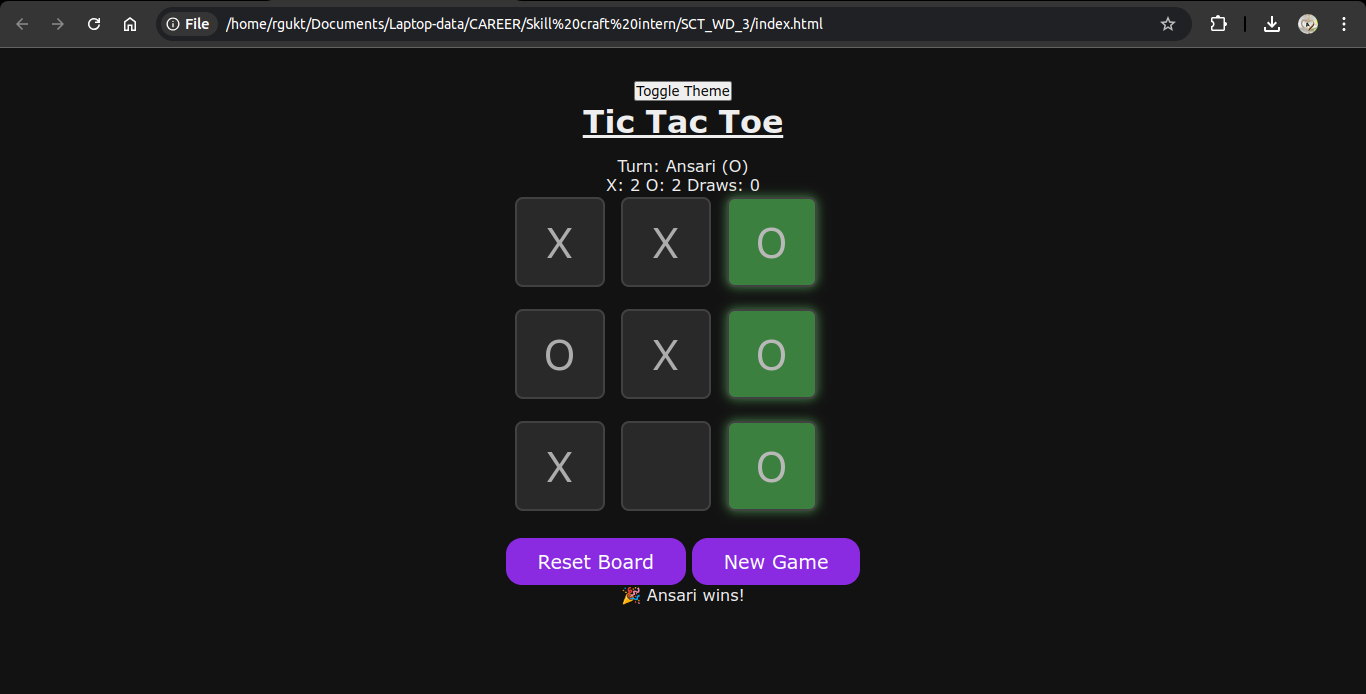 File /home/rgukt/Documents/Laptop-data/CAREER/Skill%20craft%20intern/SCT_WD_3/index.html
Toggle Theme
Tic Tac Toe
Turn: Ansari (O)
X: 2 O: 2 Draws: 0
X X O
O X O
X O
Reset Board New Game
🎉 Ansari wins!